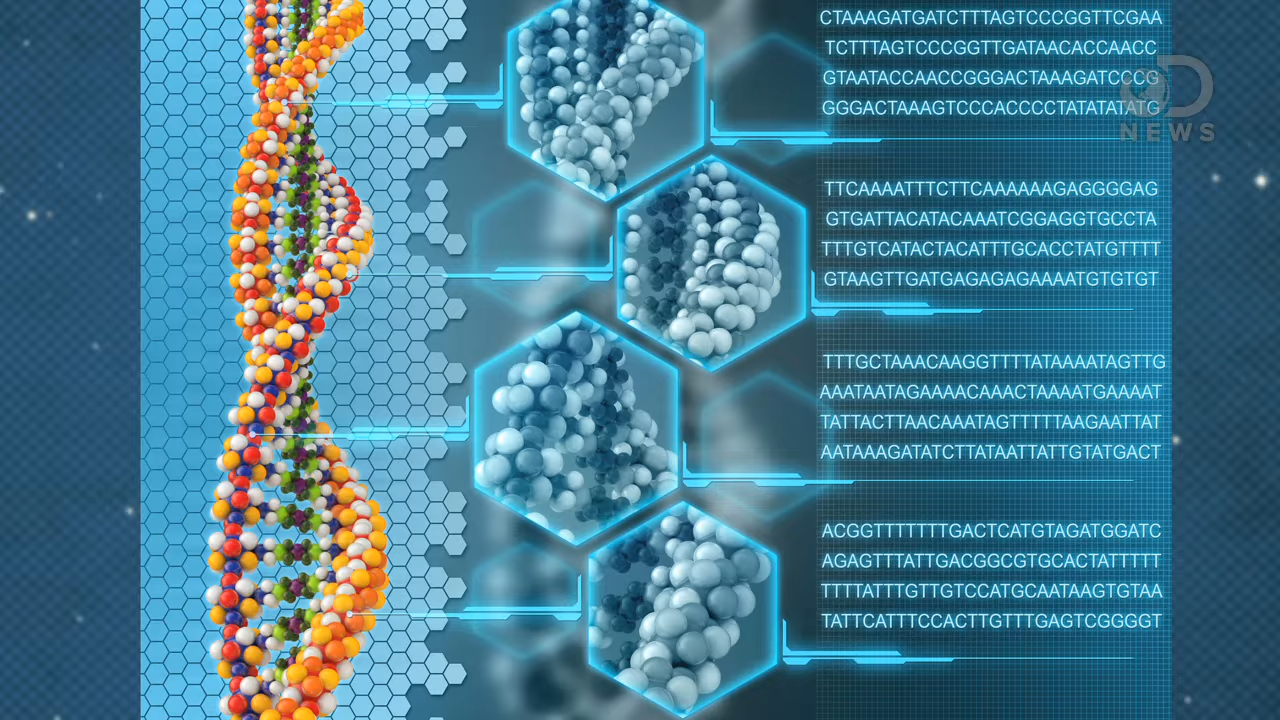 CTAAAGATGATCTTTAGTCCCGGTTCGAA
TCTTTAGTCCCGGTTGATAACACCAACC
GTAATACCAACCGGGACTAAAGATCCCG
GGGACTAAAGTCCCACCCCTATATATATG
D
NEWS
TTCAAAATTTCTTCAAAAAAGAGGGGAG
GTGATTACATACAAATCGGAGGTGCCTA
TTTGTCATACTACATTTGCACCTATGTTTT
GTAAGTTGATGAGAGAGAAAATGTGTGT
TTTGCTAAACAAGGTTTTATAAAATAGTTG
AAATAATAGAAAACAAACTAAAATGAAAAT
TATTACTTAACAAATAGTTTTTAAGAATTAT
AATAAAGATATCTTATAATTATTGTATGACT
ACGGTTTTTTTGACTCATGTAGATGGATC
AGAGTTTATTGACGGCGTGCACTATTTTT
TTTTATTTGTTGTCCATGCAATAAGTGTAA
TATTCATTTCCACTTGTTTGAGTCGGGGT